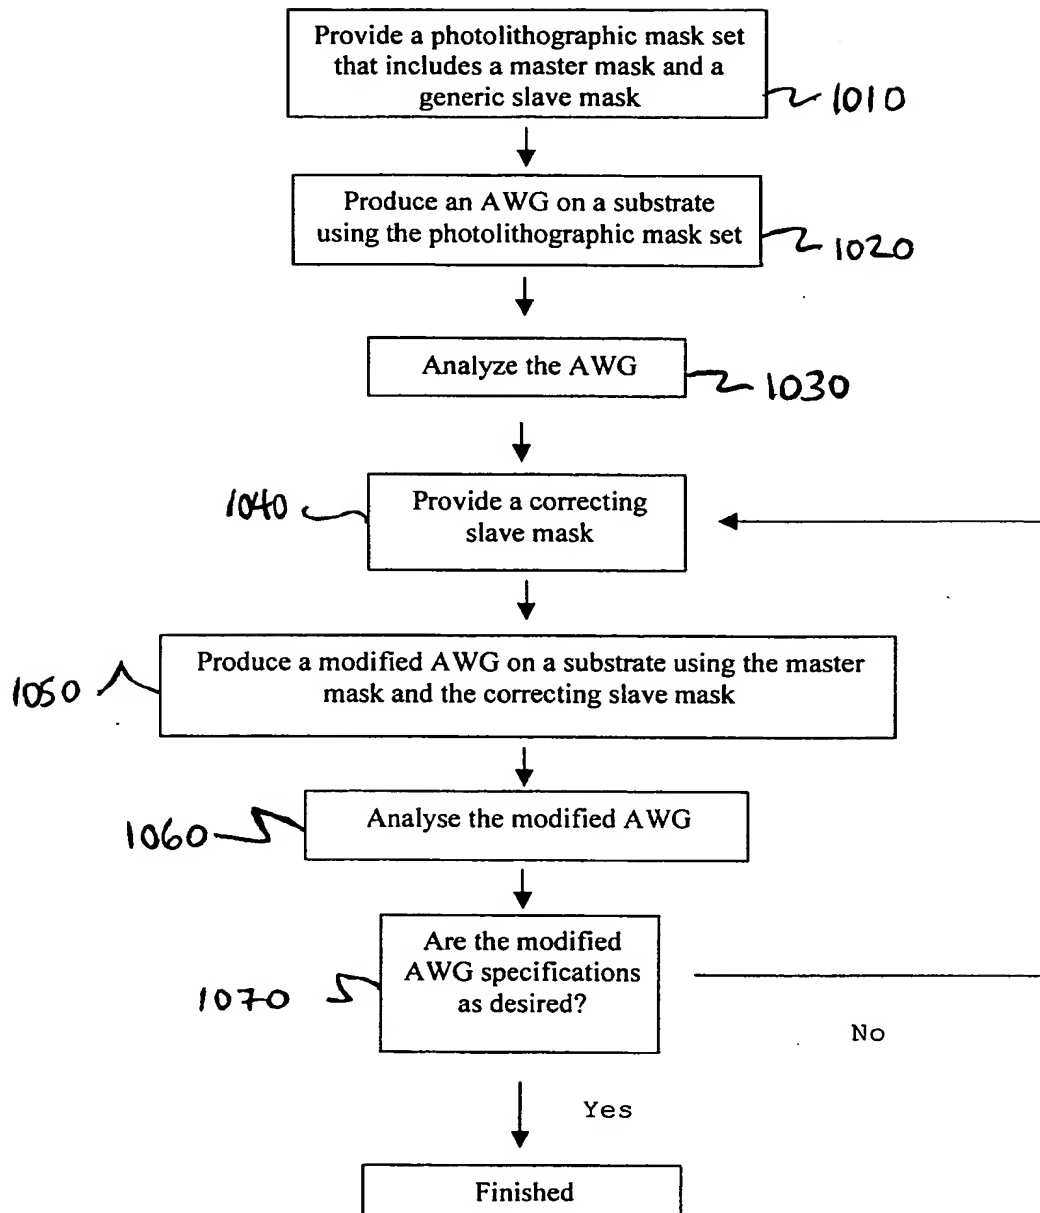 Provide a photolithographic mask set
that includes a master mask and a
generic slave mask
1010
Produce an AWG on a substrate
using the photolithographic mask set
1020
Analyze the AWG
1030
1040
Provide a correcting
slave mask
Produce a modified AWG on a substrate using the master
mask and the correcting slave mask
1050
Analyse the modified AWG
1060
Are the modified
AWG specifications
as desired?
1070
No
Yes
Finished